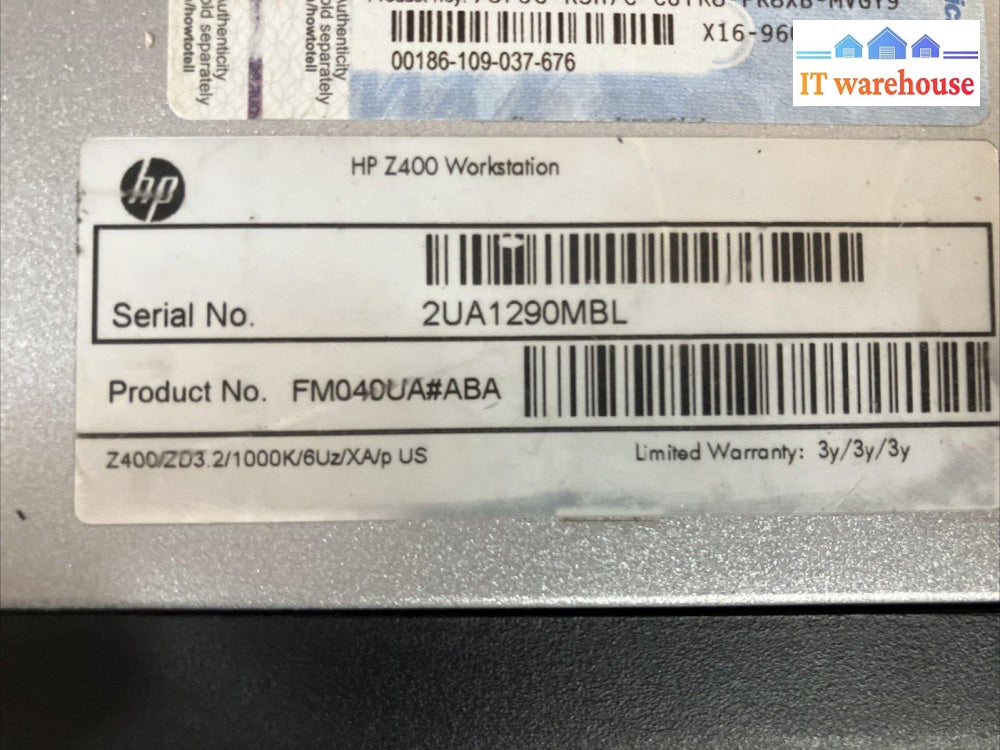 Authenticity
old separately
/howtotell
Authenticity
old separately
/howtotell
X16-960
00186-109-037-676
IT warehouse
hp
HP Z400 Workstation
Serial No. 2UA1290MBL
Product No. FM040UA#ABA
Z400/ZD3.2/1000K/6Uz/XA/p US
Limited Warranty: 3y/3y/3y